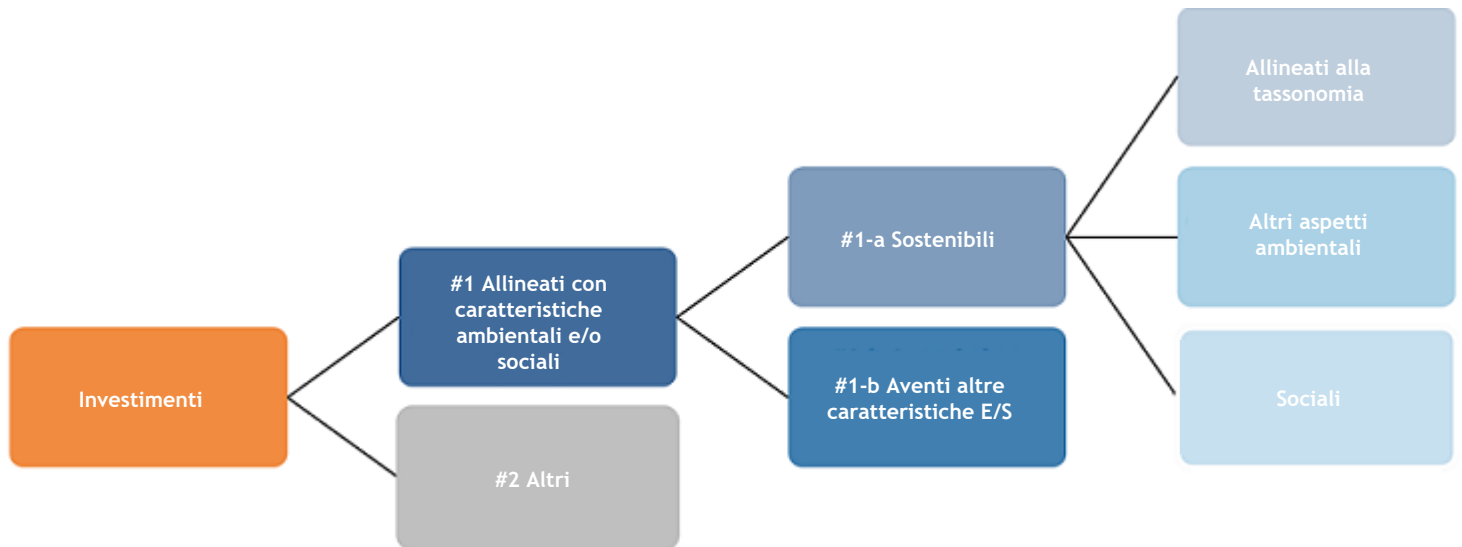 Investimenti
#1 Allineati con
caratteristiche
ambientali e/o
sociali
#2 Altri
#1-a Sostenibili
#1-b Aventi altre
caratteristiche E/S
Allineati alla
tassonomia
Altri aspetti
ambientali
Sociali